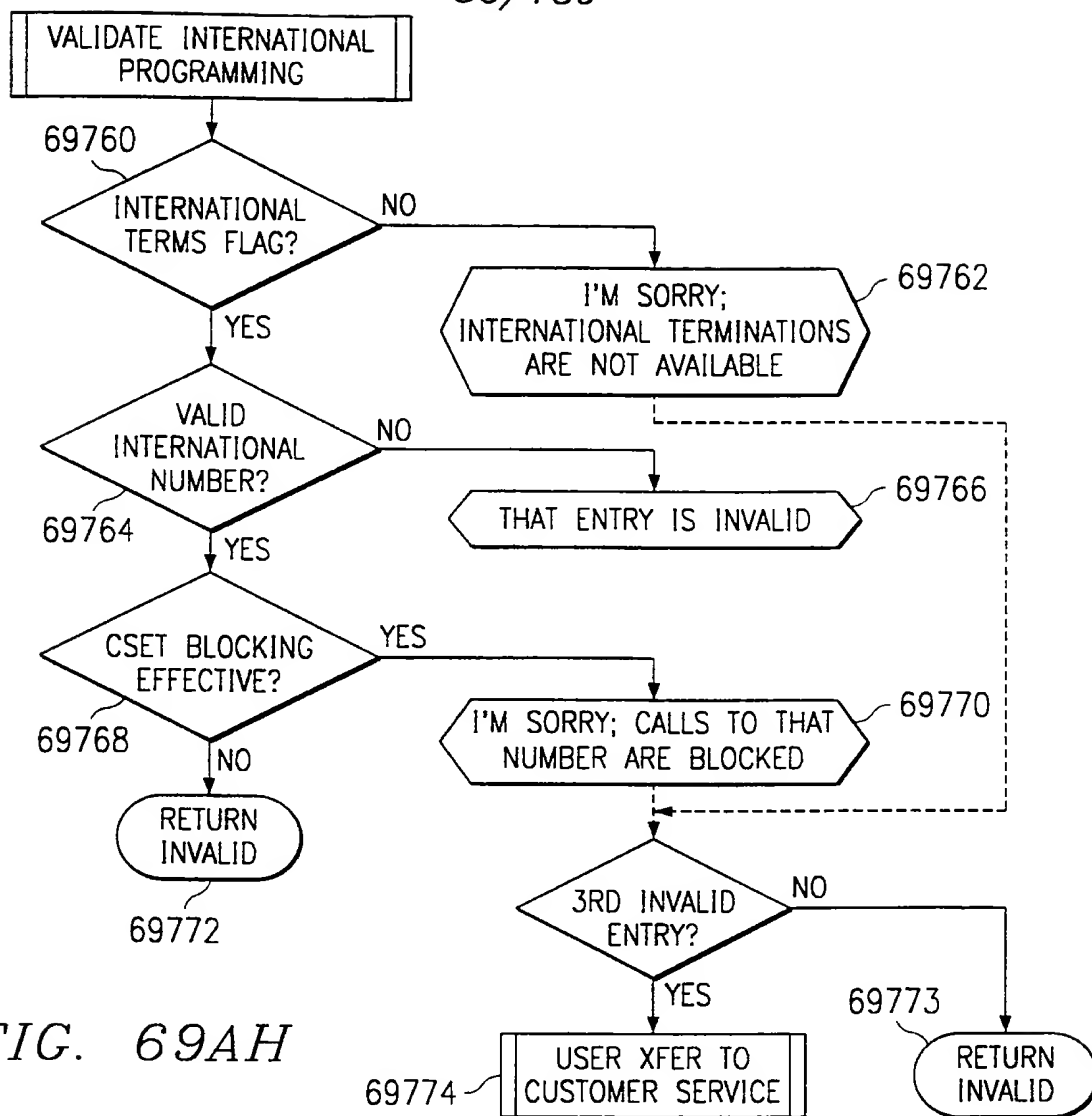 VALIDATE INTERNATIONAL
PROGRAMMING
69760
INTERNATIONAL
TERMS FLAG?
NO
YES
I'M SORRY;
INTERNATIONAL TERMINATIONS
ARE NOT AVAILABLE
69762
VALID
INTERNATIONAL
NUMBER?
NO
69764
YES
THAT ENTRY IS INVALID
69766
CSET BLOCKING
EFFECTIVE?
YES
69768
NO
I'M SORRY; CALLS TO THAT
NUMBER ARE BLOCKED
69770
RETURN
INVALID
69772
3RD INVALID
ENTRY?
NO
YES
69773
RETURN
INVALID
USER XFER TO
CUSTOMER SERVICE
69774
FIG. 69AH